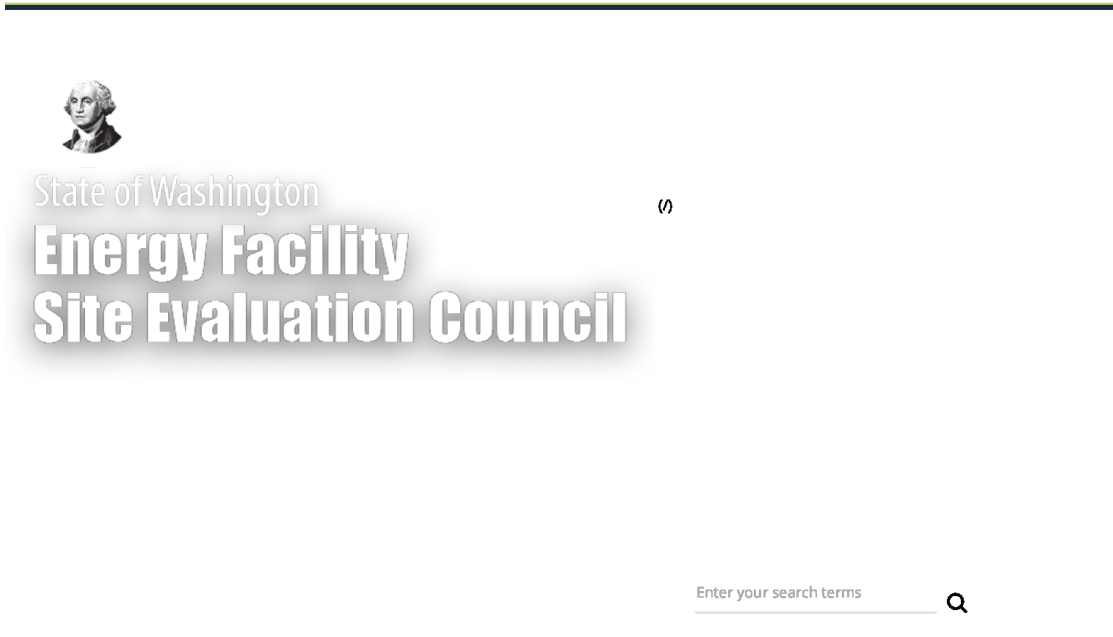 State of Washington
Energy Facility
Site Evaluation Council
(/)
Enter your search terms